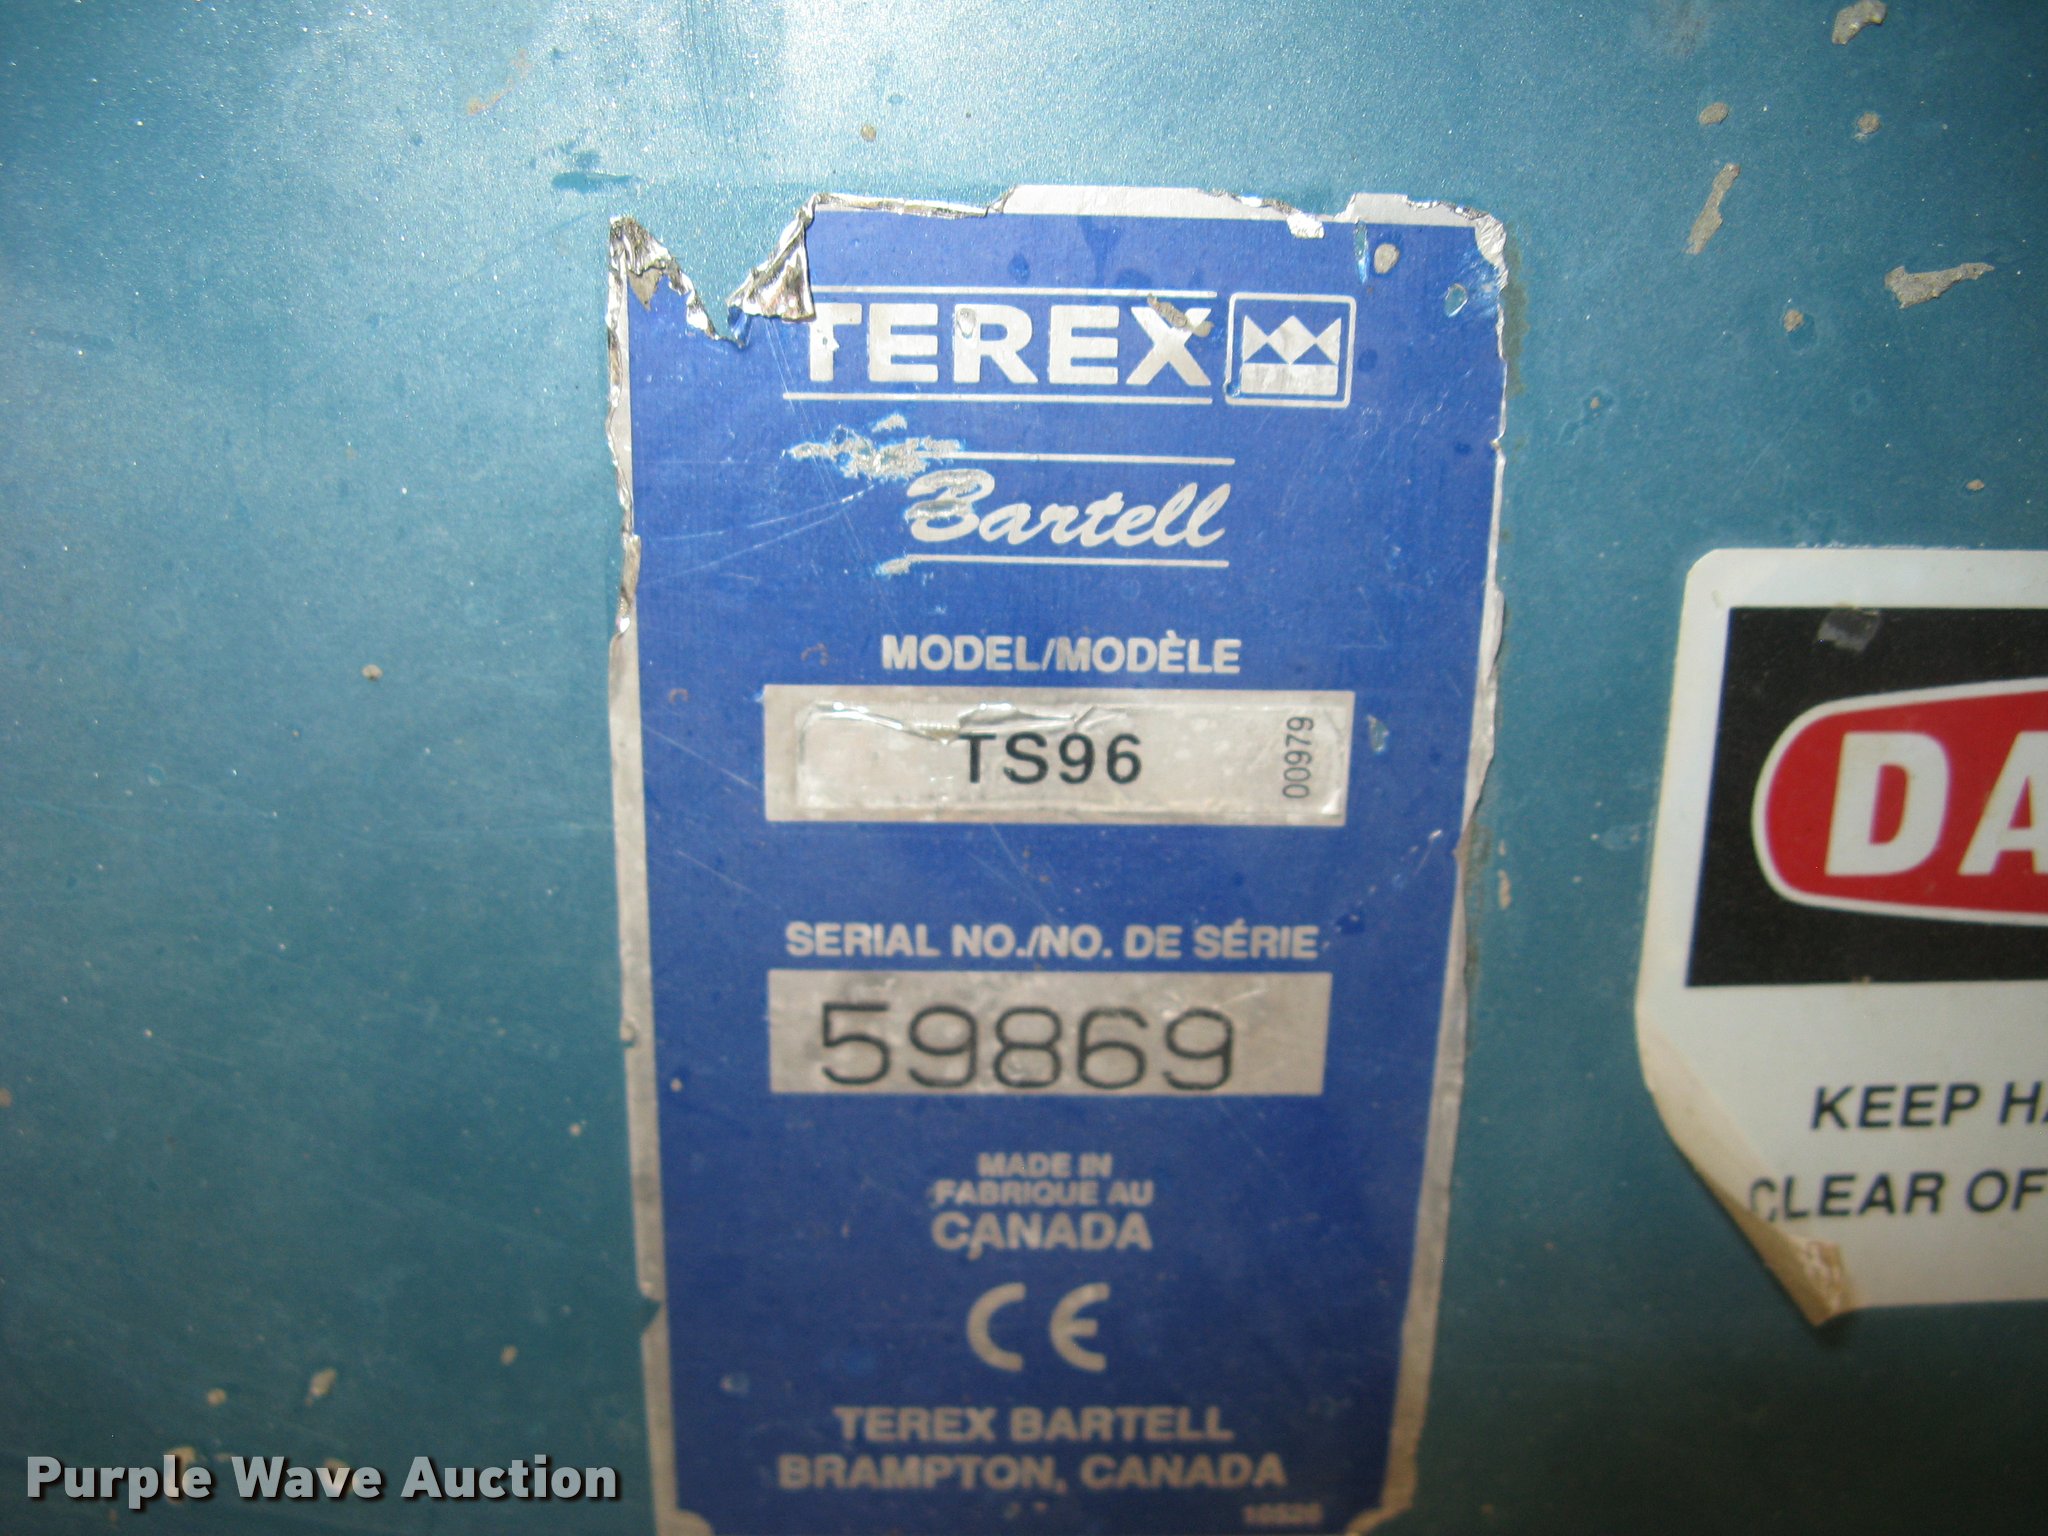 TEREX
Bartell
MODEL/MODÈLE
TS96
00979
SERIAL NO./NO. DE SÉRIE
59869
MADE IN
FABRIQUE AU
CANADA
CE
TEREX BARTELL
BRAMPTON, CANADA
DA
KEEP HA
CLEAR OF
Purple Wave Auction